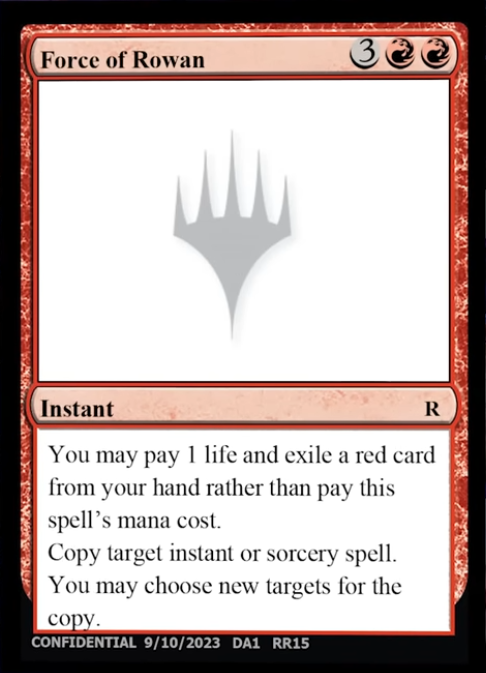 Force of Rowan 3
Instant R
You may pay 1 life and exile a red card
from your hand rather than pay this
spell's mana cost.
Copy target instant or sorcery spell.
You may choose new targets for the
copy.
CONFIDENTIAL 9/10/2023 DA1 RR15